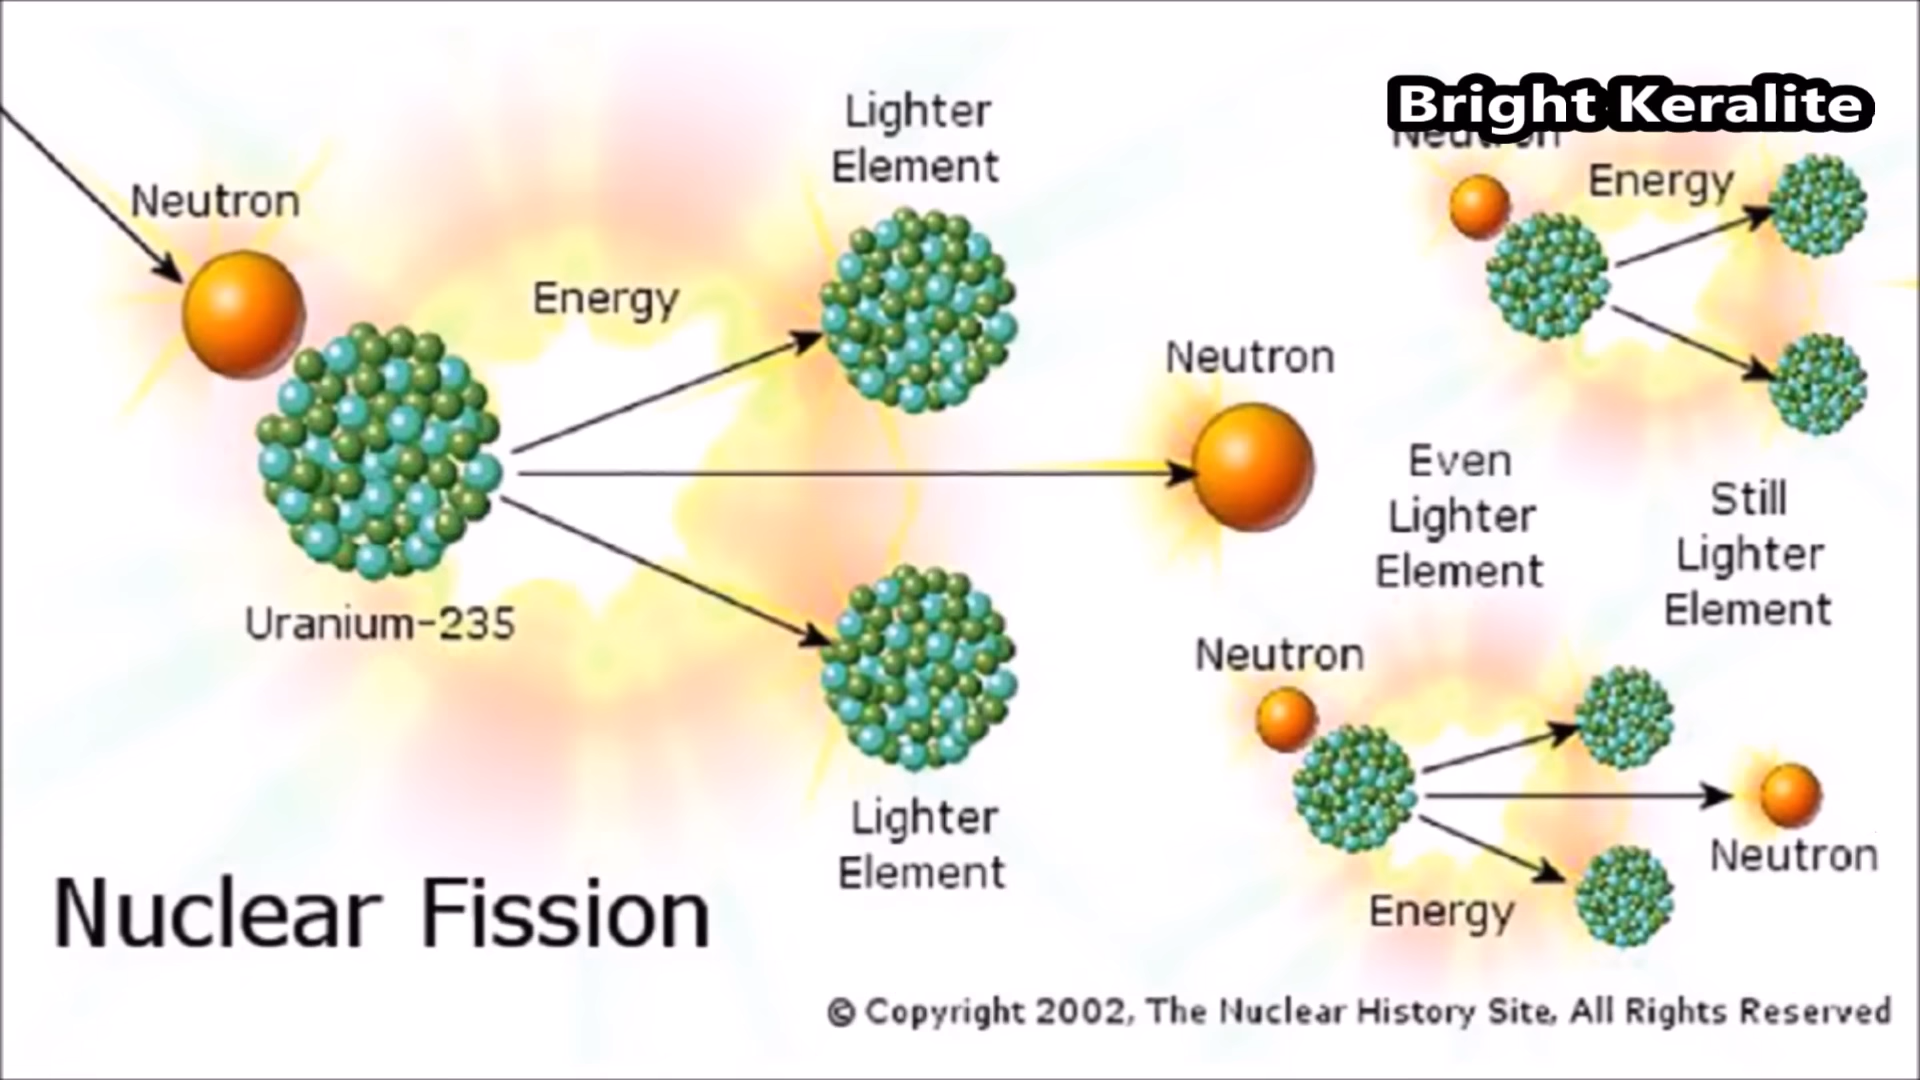 Bright Keralite
Lighter
Element
Neutron
Energy
Neutron
Energy
Neutron
Uranium-235
Even
Lighter
Element
Still
Lighter
Element
Neutron
Lighter
Element
Neutron
Energy
Nuclear Fission
© Copyright 2002, The Nuclear History Site, All Rights Reserved